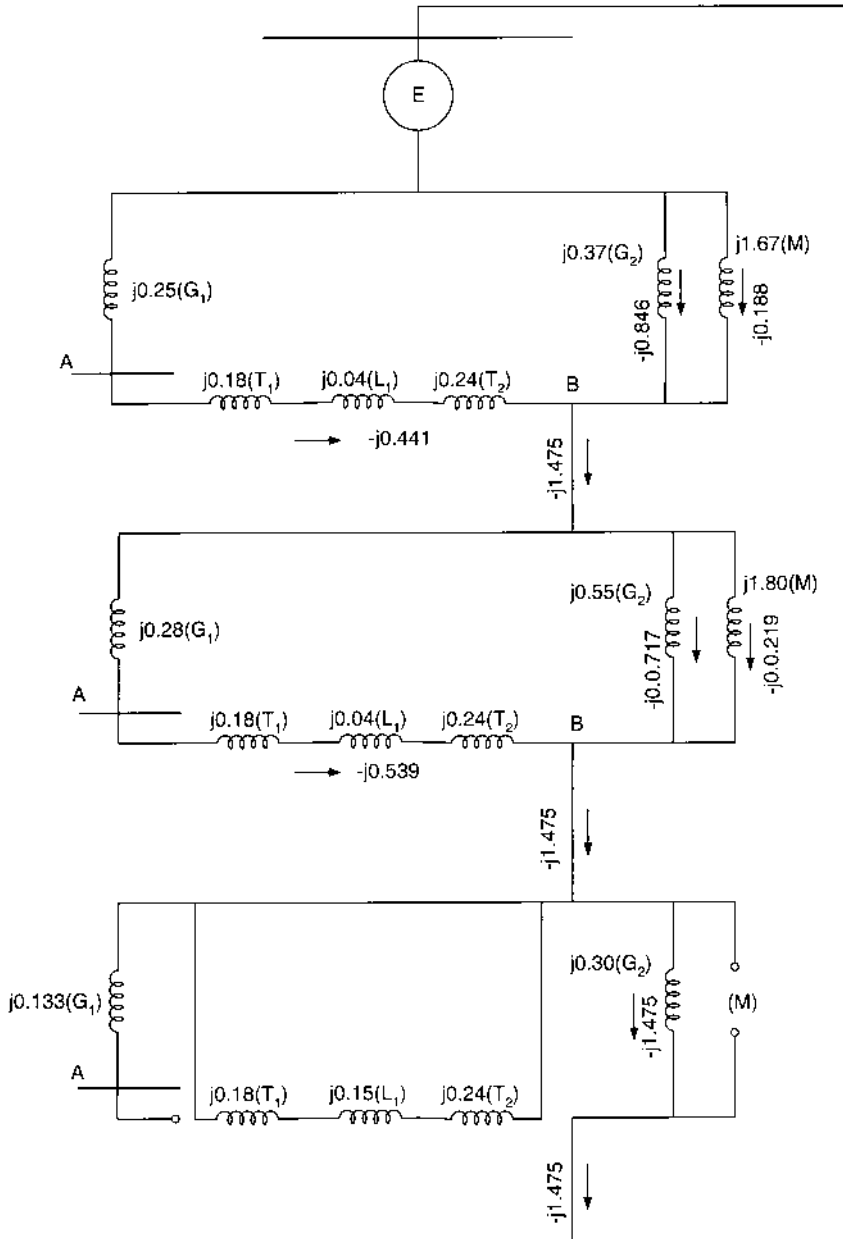 E
j0.25(G₁)
j0.37(G₂)
j1.67(M)
-j0.846
-j0.188
A
j0.18(T₁)
j0.04(L₁)
j0.24(T₂)
B
-j0.441
-j1.475
j0.28(G₁)
j0.55(G₂)
j1.80(M)
-j0.0.717
-j0.0.219
A
j0.18(T₁)
j0.04(L₁)
j0.24(T₂)
B
-j0.539
-j1.475
j0.133(G₁)
j0.30(G₂)
-j1.475
(M)
A
j0.18(T₁)
j0.15(L₁)
j0.24(T₂)
-j1.475